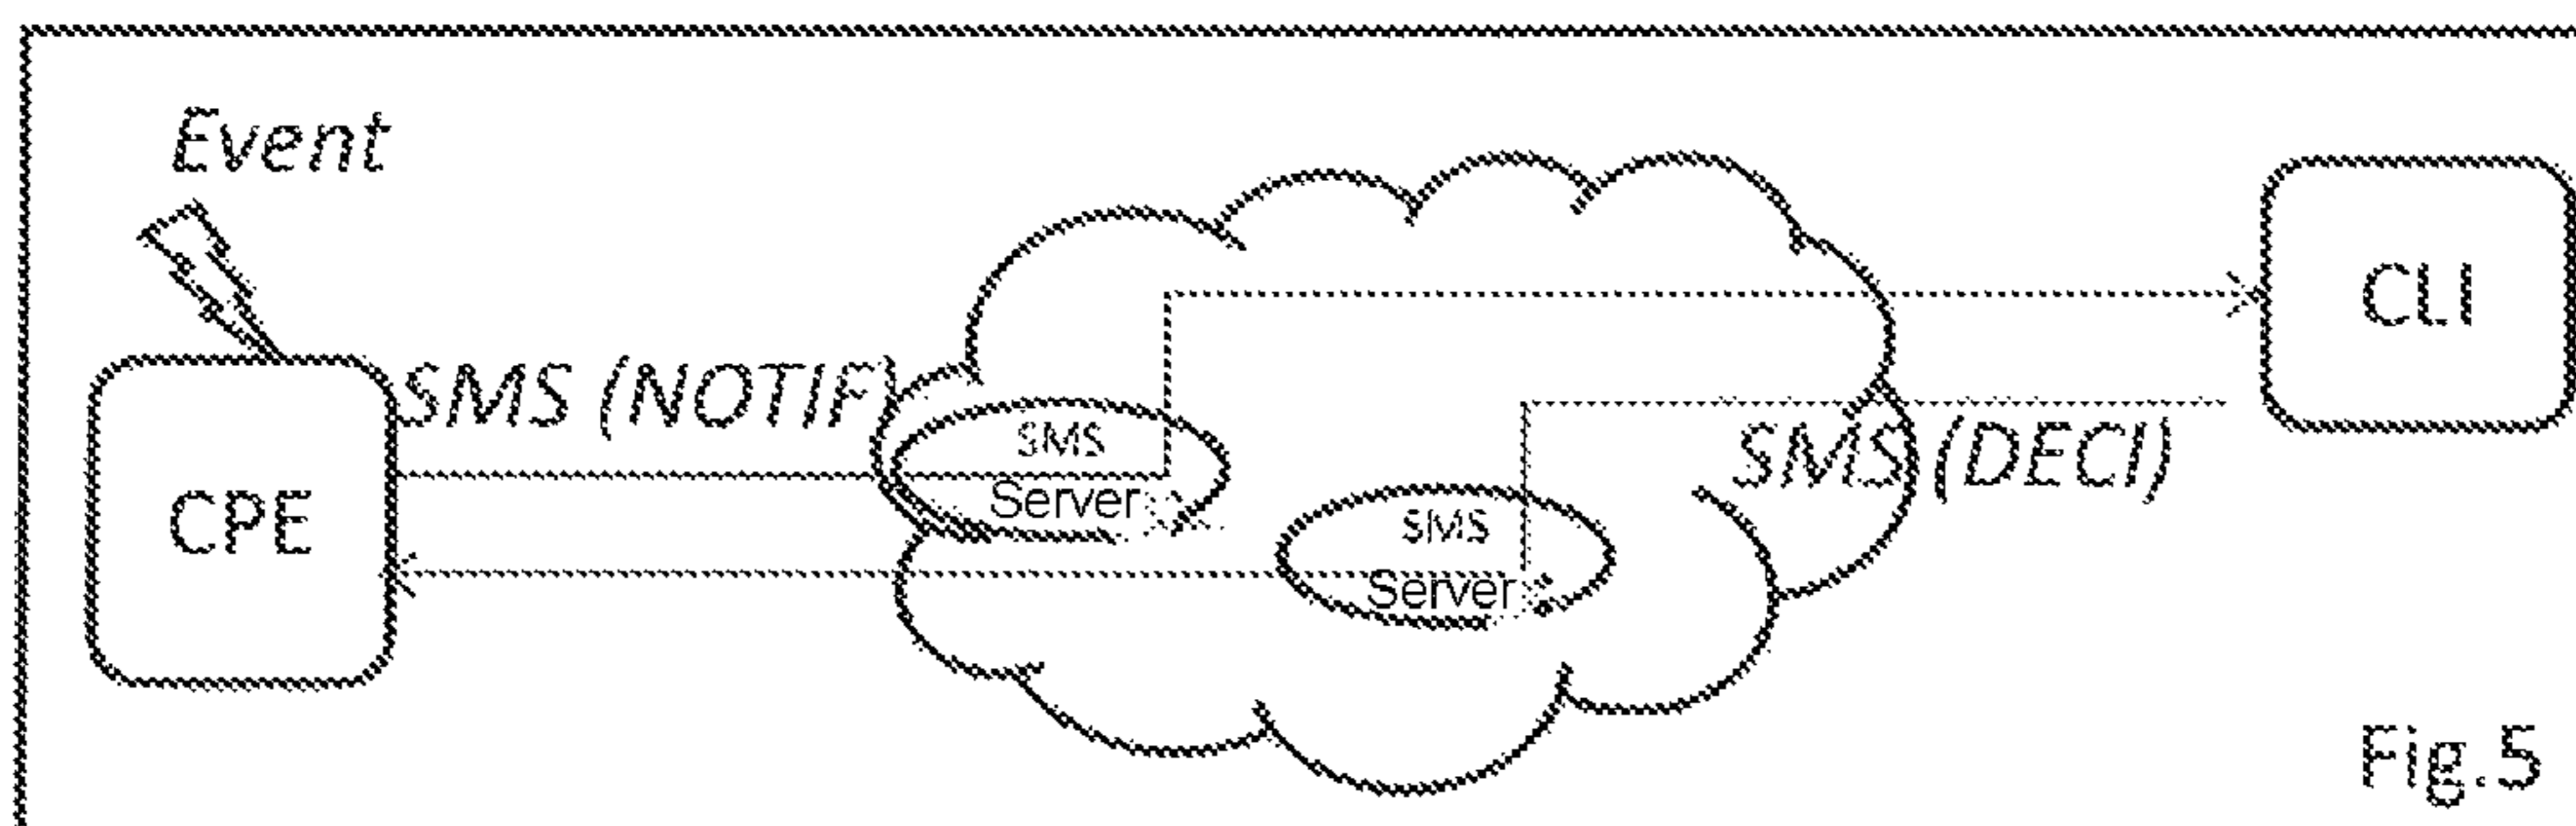 Event
CLI
SMS (NOTIF)
SMS
Server
SMS (DECI)
CPE
SMS
Server
Fig.5